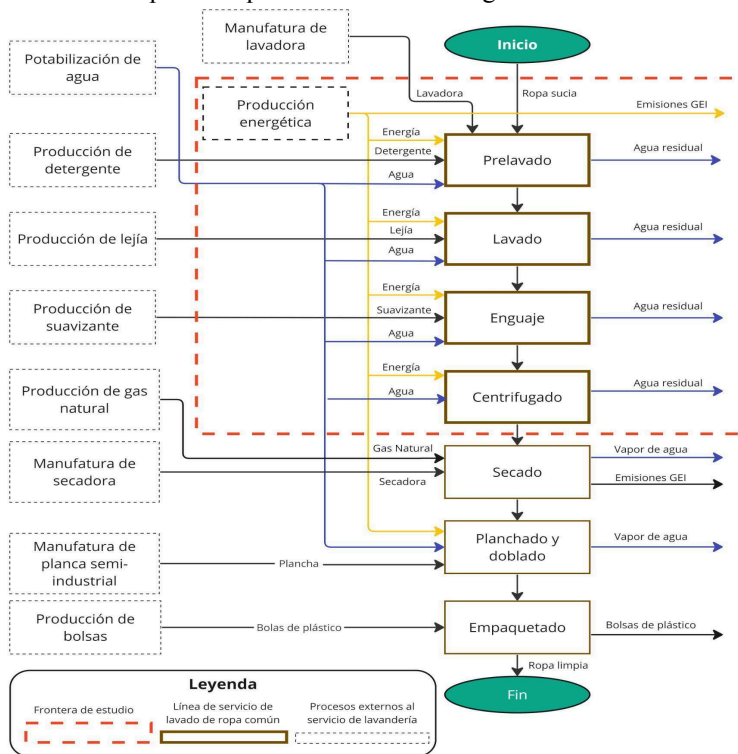 Manufatura de
lavadora
Inicio
Potabilización de
agua
Lavadora
Ropa sucia
Emisiones GEI
Producción
energética
Energía
Producción de
detergente
Detergente
Prelavado
Agua residual
Agua
Energía
Producción de lejía
Lejía
Lavado
Agua residual
Agua
Energía
Producción de
suavizante
Suavizante
Enguaje
Agua residual
Agua
Energía
Producción de gas
natural
Agua
Centrifugado
Agua residual
Gas Natural
Manufatura de
secadora
Secadora
Secado
Vapor de agua
Emisiones GEI
Manufatura de
planca semi-
industrial
Plancha
Planchado y
doblado
Vapor de agua
Producción de
bolsas
Bolas de plástico
Empaquetado
Bolsas de plástico
Ropa limpia
Fin
Leyenda
Frontera de estudio
Línea de servicio de
lavado de ropa común
Procesos externos al
servicio de lavandería